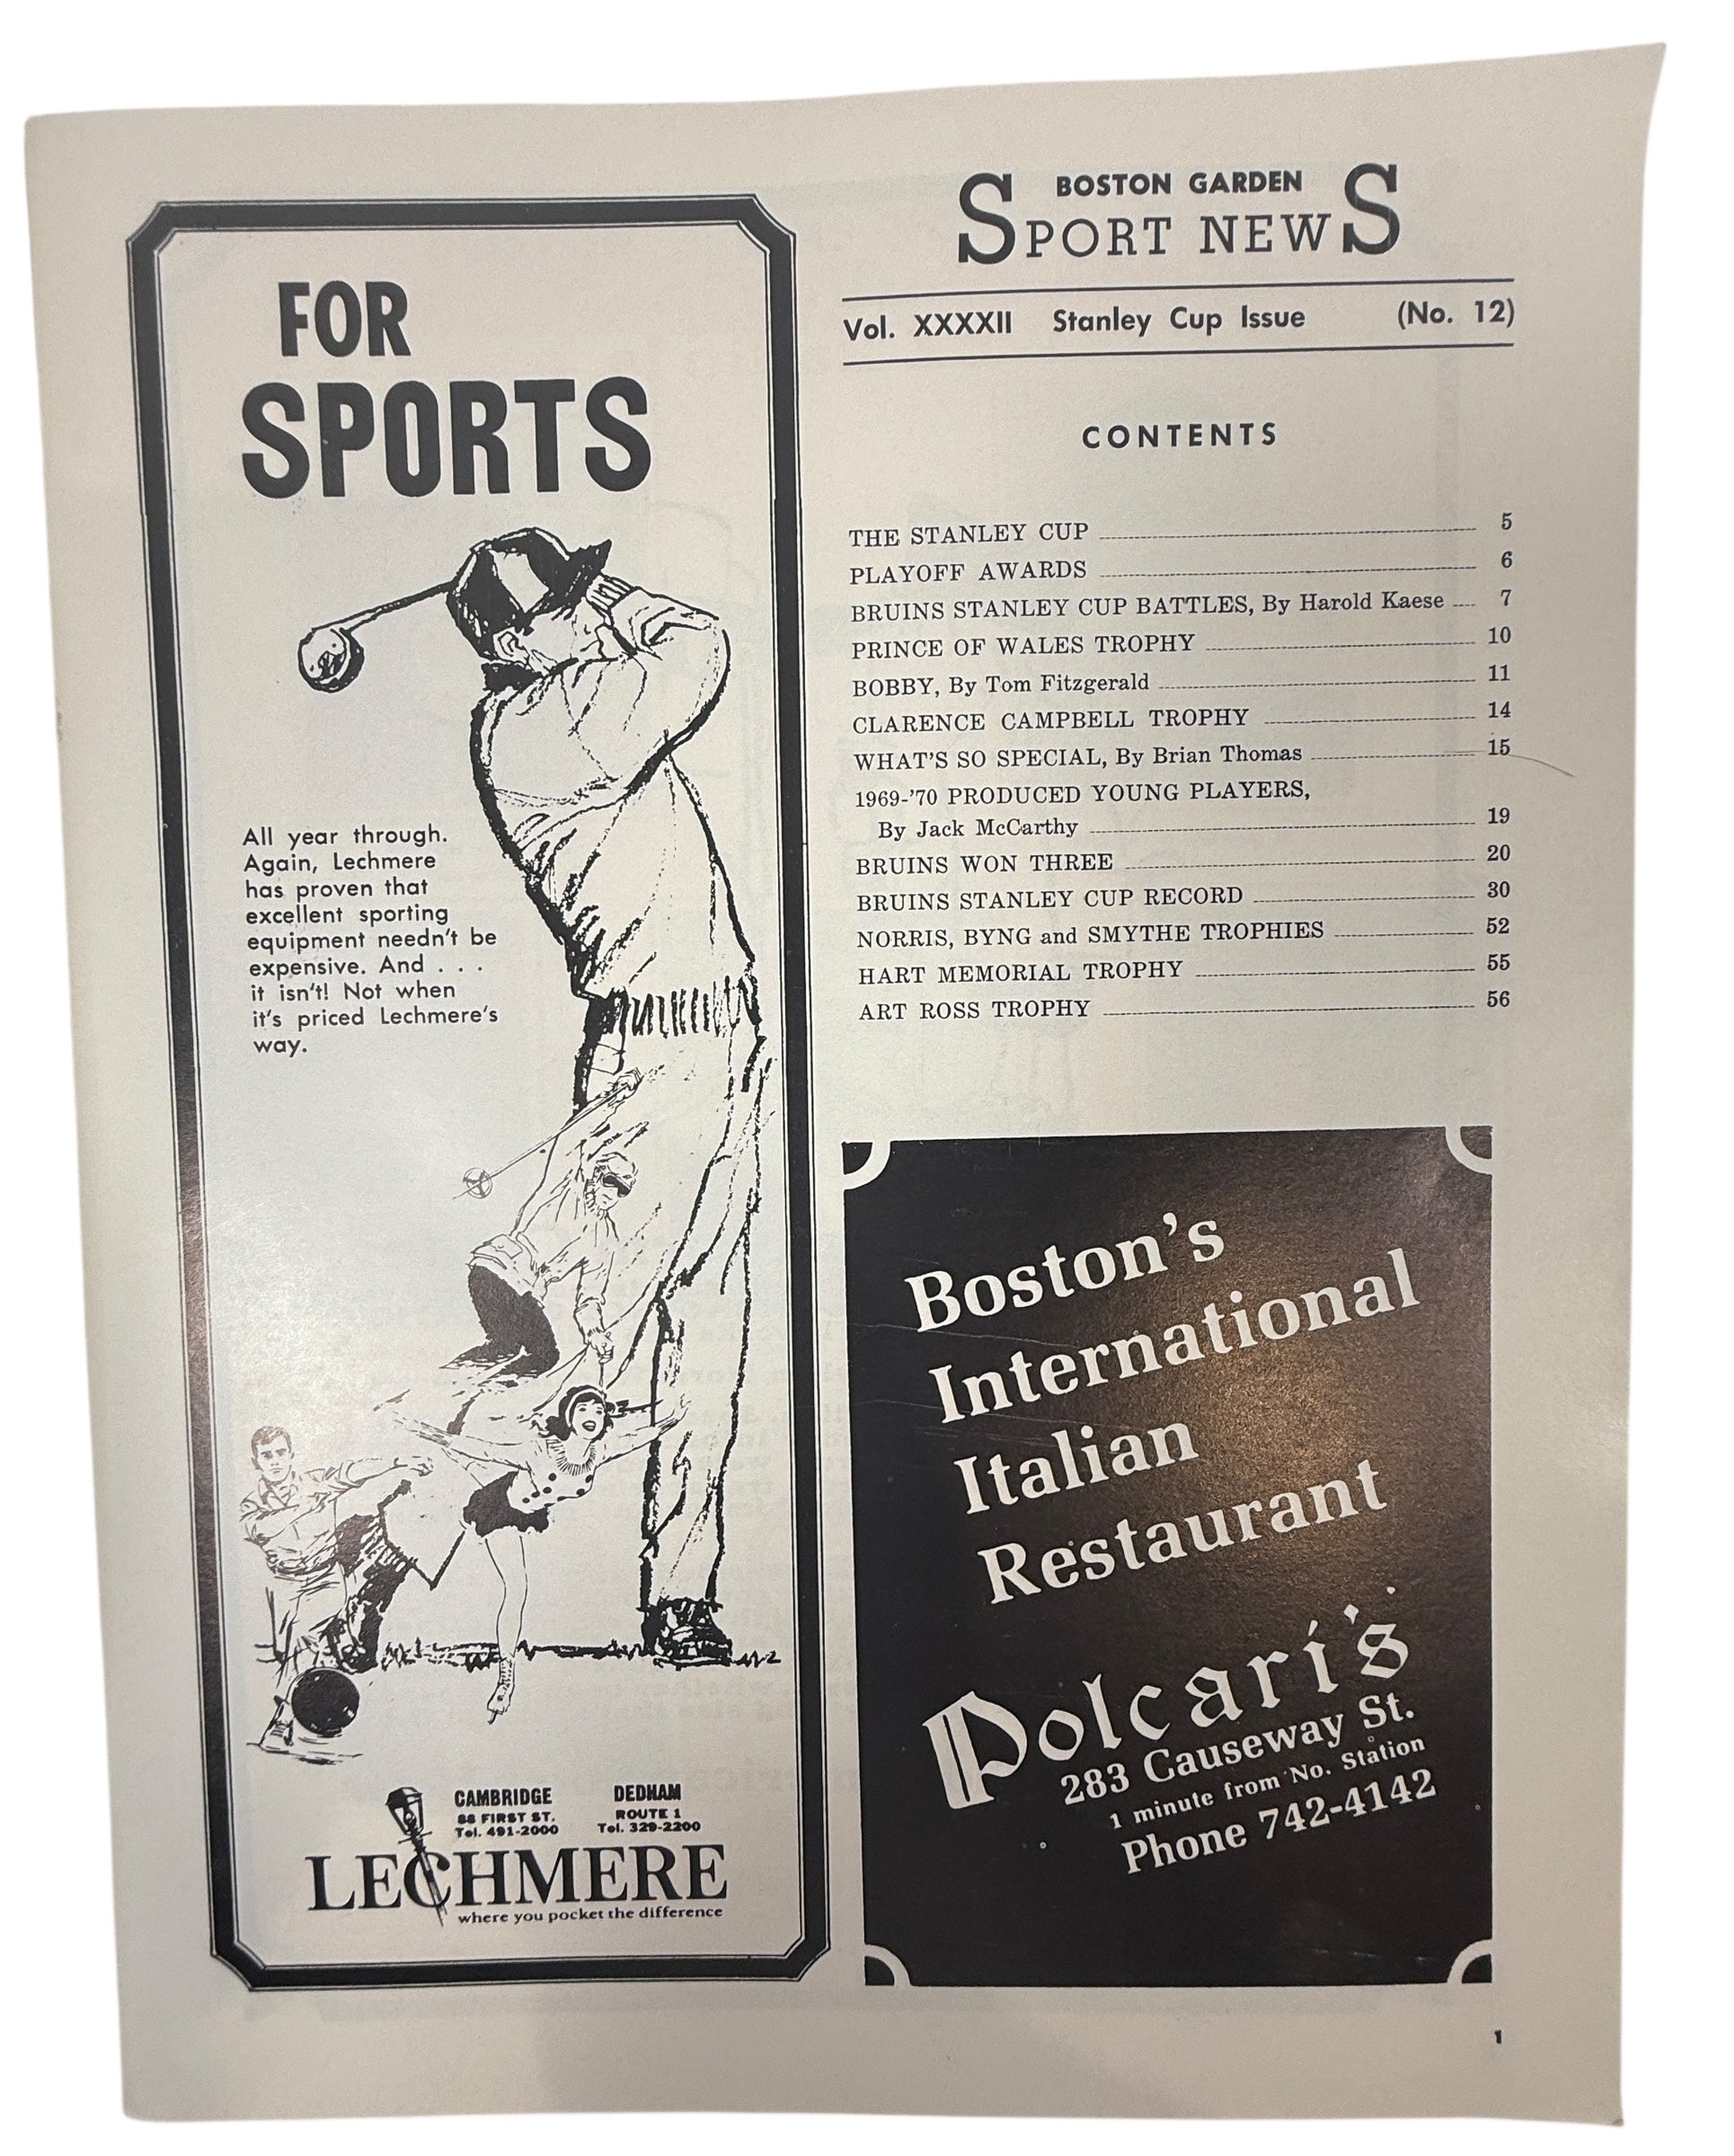 FOR
SPORTS
All year through.
Again, Lechmere
has proven that
excellent sporting
equipment needn't be
expensive. And . . .
it isn't! Not when
it's priced Lechmere's
way.
CAMBRIDGE
88 FIRST ST.
Tel. 491-2000
DEDHAM
ROUTE 1
Tel. 329-2200
LECHMERE
where you pocket the difference
BOSTON GARDEN
SPORT NEWS
Vol. XXXXII Stanley Cup Issue (No. 12)
CONTENTS
THE STANLEY CUP 5
PLAYOFF AWARDS 6
BRUINS STANLEY CUP BATTLES, By Harold Kaese 7
PRINCE OF WALES TROPHY 10
BOBBY, By Tom Fitzgerald 11
CLARENCE CAMPBELL TROPHY 14
WHAT'S SO SPECIAL, By Brian Thomas 15
1969-'70 PRODUCED YOUNG PLAYERS,
By Jack McCarthy 19
BRUINS WON THREE 20
BRUINS STANLEY CUP RECORD 30
NORRIS, BYNG and SMYTHE TROPHIES 52
HART MEMORIAL TROPHY 55
ART ROSS TROPHY 56
Boston's
International
Italian
Restaurant
Polcari's
283 Causeway St.
1 minute from No. Station
Phone 742-4142
1